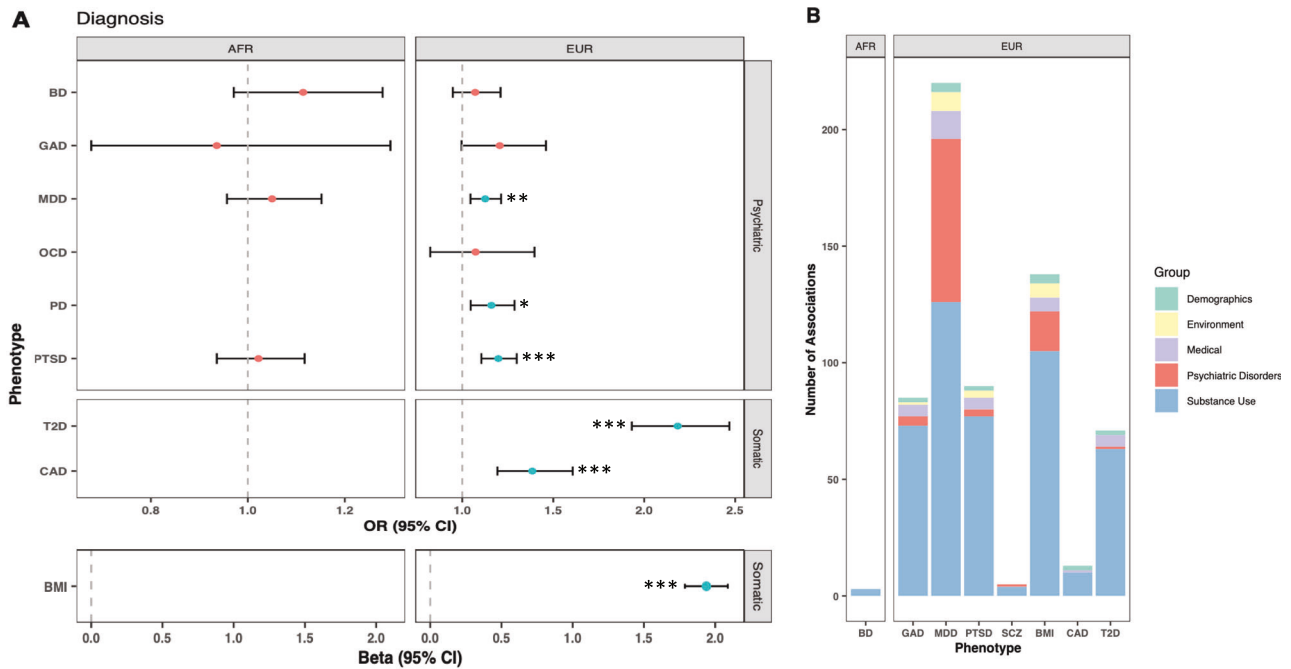 A
Diagnosis
AFR
EUR
BD
GAD
MDD
**
OCD
PD
*
PTSD
***
Psychiatric
T2D
***
CAD
***
Somatic
0.8 1.0 1.2
1.0 1.5 2.0 2.5
OR (95% CI)
BMI
***
Somatic
0.0 0.5 1.0 1.5 2.0
0.0 0.5 1.0 1.5 2.0
Beta (95% CI)
Phenotype
B
AFR
EUR
200
150
100
50
0
Number of Associations
BD GAD MDD PTSD SCZ BMI CAD T2D
Phenotype
Group
Demographics
Environment
Medical
Psychiatric Disorders
Substance Use